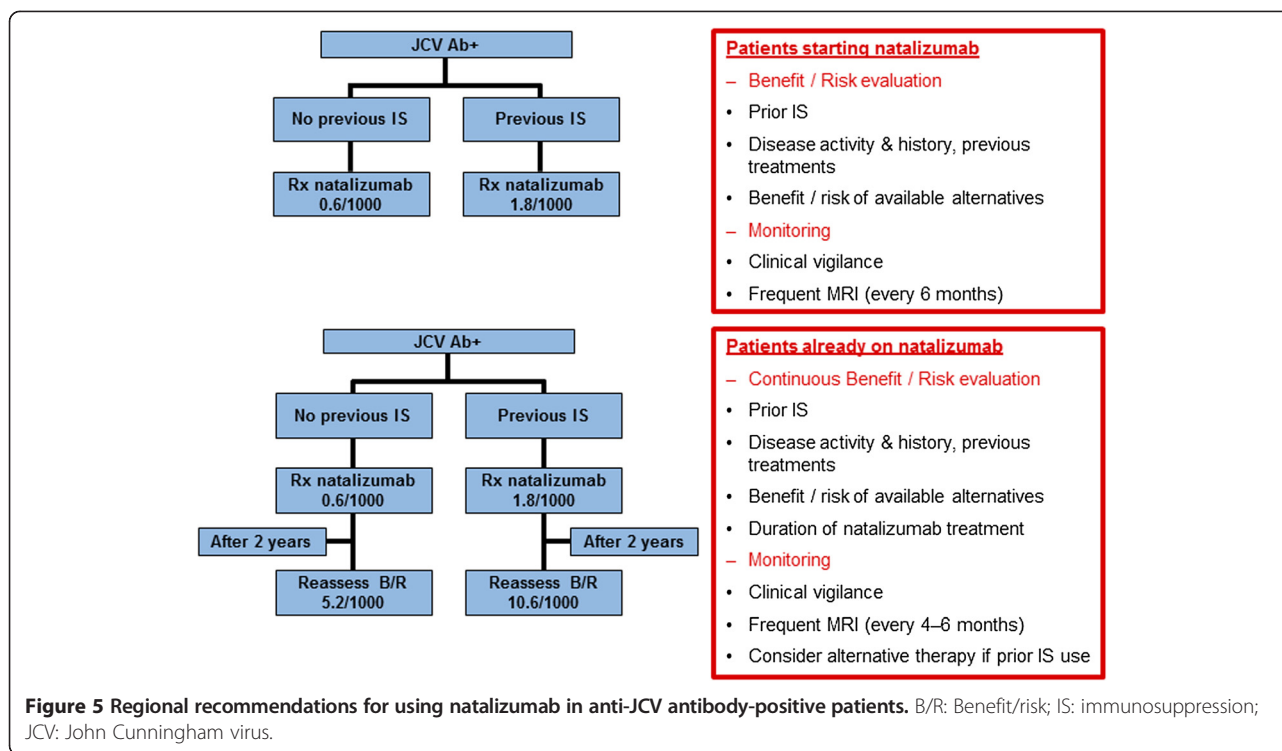 JCV Ab+
No previous IS
Previous IS
Rx natalizumab
0.6/1000
Rx natalizumab
1.8/1000
Patients starting natalizumab
– Benefit / Risk evaluation
• Prior IS
• Disease activity & history, previous
treatments
• Benefit / risk of available alternatives
– Monitoring
• Clinical vigilance
• Frequent MRI (every 6 months)
JCV Ab+
No previous IS
Previous IS
Rx natalizumab
0.6/1000
Rx natalizumab
1.8/1000
After 2 years
After 2 years
Reassess B/R
5.2/1000
Reassess B/R
10.6/1000
Patients already on natalizumab
– Continuous Benefit / Risk evaluation
• Prior IS
• Disease activity & history, previous
treatments
• Benefit / risk of available alternatives
• Duration of natalizumab treatment
– Monitoring
• Clinical vigilance
• Frequent MRI (every 4–6 months)
• Consider alternative therapy if prior IS use
Figure 5 Regional recommendations for using natalizumab in anti-JCV antibody-positive patients. B/R: Benefit/risk; IS: immunosuppression;
JCV: John Cunningham virus.